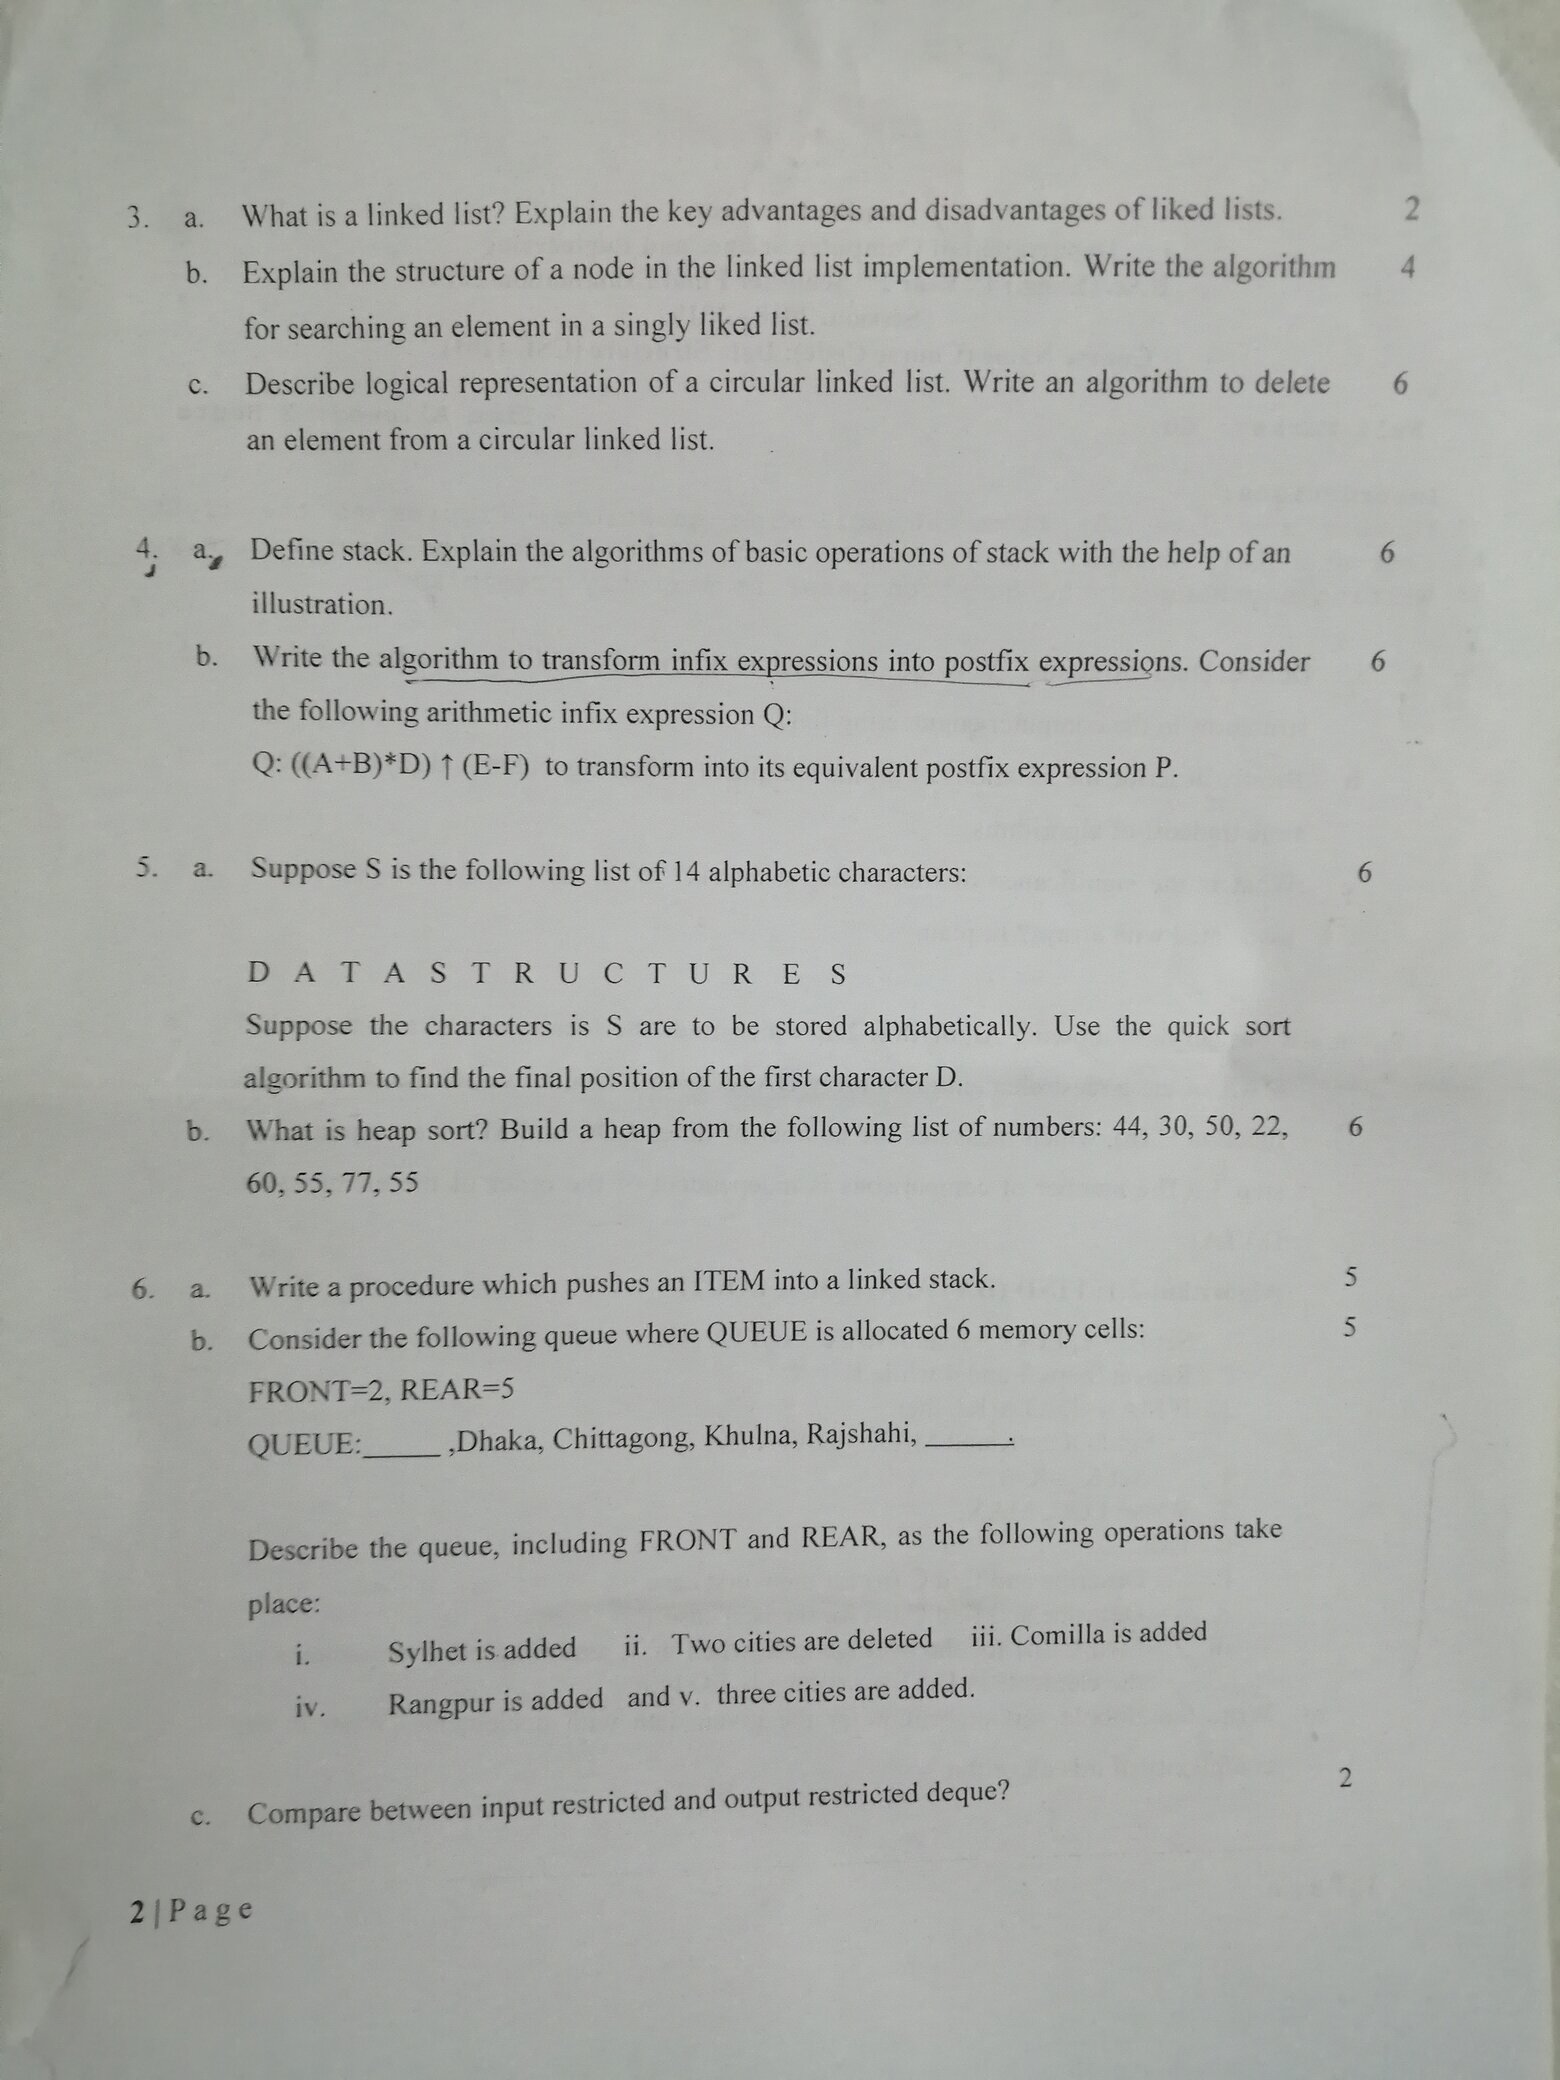 3. a. What is a linked list? Explain the key advantages and disadvantages of liked lists. 2
b. Explain the structure of a node in the linked list implementation. Write the algorithm 4
for searching an element in a singly liked list.
c. Describe logical representation of a circular linked list. Write an algorithm to delete 6
an element from a circular linked list.
4. a. Define stack. Explain the algorithms of basic operations of stack with the help of an 6
illustration.
b. Write the algorithm to transform infix expressions into postfix expressions. Consider 6
the following arithmetic infix expression Q:
Q: ((A+B)*D) ↑ (E-F) to transform into its equivalent postfix expression P.
5. a. Suppose S is the following list of 14 alphabetic characters: 6
D A T A S T R U C T U R E S
Suppose the characters is S are to be stored alphabetically. Use the quick sort
algorithm to find the final position of the first character D.
b. What is heap sort? Build a heap from the following list of numbers: 44, 30, 50, 22, 6
60, 55, 77, 55
6. a. Write a procedure which pushes an ITEM into a linked stack. 5
b. Consider the following queue where QUEUE is allocated 6 memory cells: 5
FRONT=2, REAR=5
QUEUE:_____ ,Dhaka, Chittagong, Khulna, Rajshahi, ______.
Describe the queue, including FRONT and REAR, as the following operations take
place:
i. Sylhet is added ii. Two cities are deleted iii. Comilla is added
iv. Rangpur is added and v. three cities are added.
c. Compare between input restricted and output restricted deque? 2
2 | P a g e